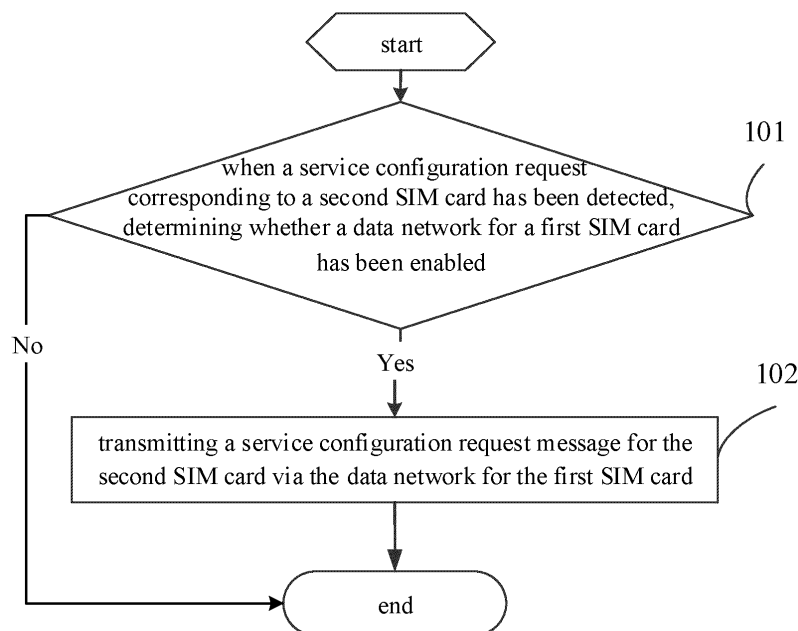 start
101
when a service configuration request
corresponding to a second SIM card has been detected,
determining whether a data network for a first SIM card
has been enabled
No
Yes
102
transmitting a service configuration request message for the
second SIM card via the data network for the first SIM card
end